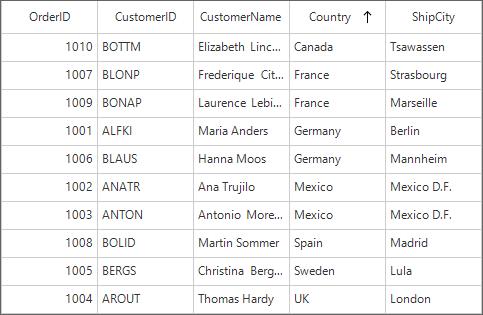 OrderID CustomerID CustomerName Country ShipCity
1010 BOTTM Elizabeth Linc... Canada Tsawassen
1007 BLONP Frederique Cit... France Strasbourg
1009 BONAP Laurence Lebi... France Marseille
1001 ALFKI Maria Anders Germany Berlin
1006 BLAUS Hanna Moos Germany Mannheim
1002 ANATR Ana Trujilo Mexico Mexico D.F.
1003 ANTON Antonio More... Mexico Mexico D.F.
1008 BOLID Martin Sommer Spain Madrid
1005 BERGS Christina Berg... Sweden Lula
1004 AROUT Thomas Hardy UK London